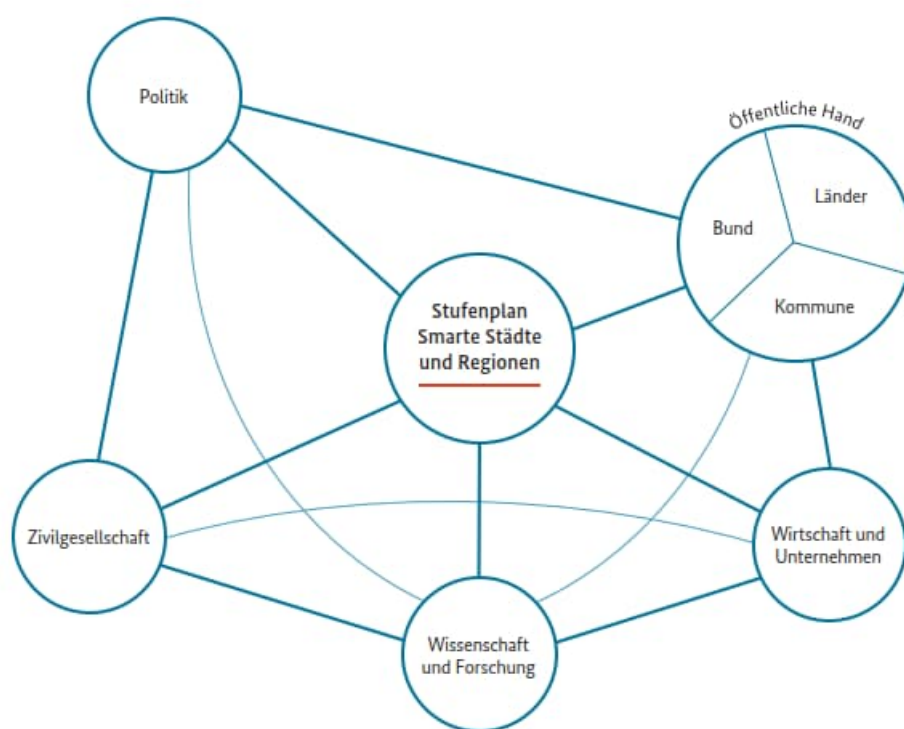 Politik
Öffentliche Hand
Bund
Länder
Kommune
Stufenplan
Smarte Städte
und Regionen
Zivilgesellschaft
Wirtschaft und
Unternehmen
Wissenschaft
und Forschung